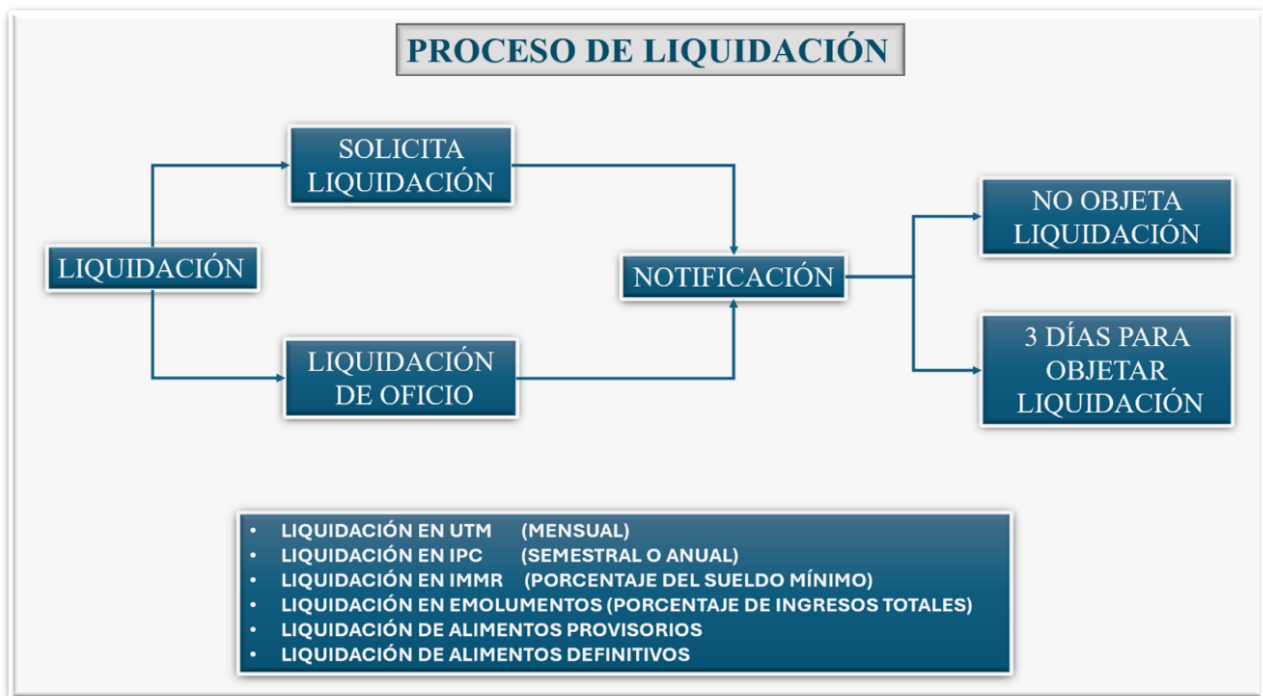 PROCESO DE LIQUIDACIÓN
SOLICITA
LIQUIDACIÓN
LIQUIDACIÓN
LIQUIDACIÓN
DE OFICIO
NOTIFICACIÓN
NO OBJETA
LIQUIDACIÓN
3 DÍAS PARA
OBJETAR
LIQUIDACIÓN
• LIQUIDACIÓN EN UTM (MENSUAL)
• LIQUIDACIÓN EN IPC (SEMESTRAL O ANUAL)
• LIQUIDACIÓN EN IMMR (PORCENTAJE DEL SUELDO MÍNIMO)
• LIQUIDACIÓN EN EMOLUMENTOS (PORCENTAJE DE INGRESOS TOTALES)
• LIQUIDACIÓN DE ALIMENTOS PROVISORIOS
• LIQUIDACIÓN DE ALIMENTOS DEFINITIVOS